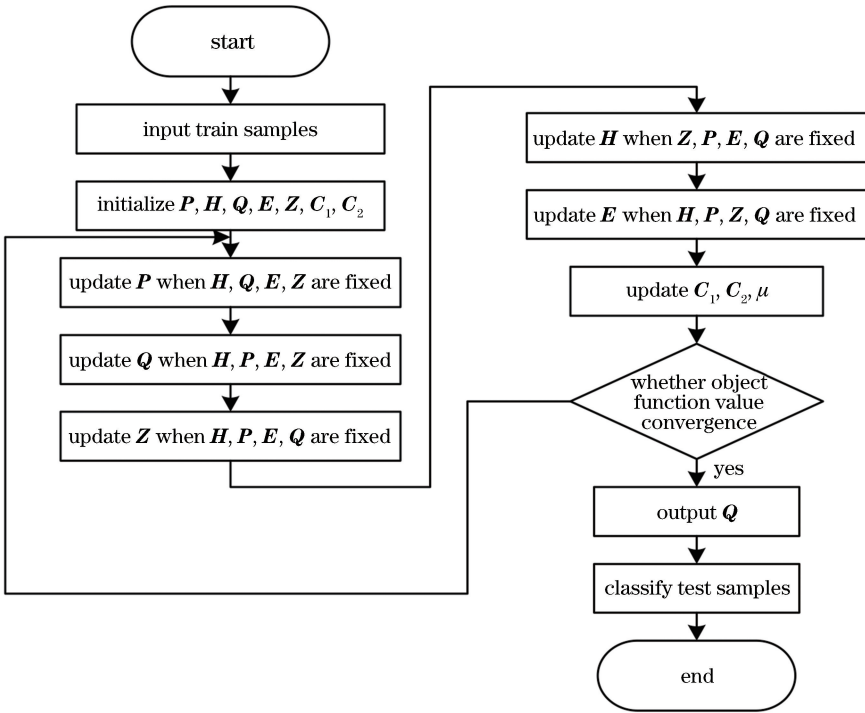 start
input train samples
initialize P, H, Q, E, Z, C₁, C₂
update P when H, Q, E, Z are fixed
update Q when H, P, E, Z are fixed
update Z when H, P, E, Q are fixed
update H when Z, P, E, Q are fixed
update E when H, P, Z, Q are fixed
update C₁, C₂, μ
whether object
function value
convergence
yes
output Q
classify test samples
end